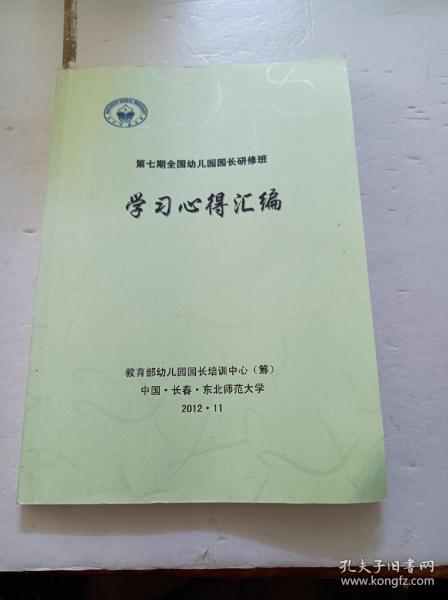 第七期全国幼儿园园长研修班
学习心得汇编
教育部幼儿园园长培训中心（筹）
中国·长春·东北师范大学
2012·11
孔夫子旧书网
www.kongfz.com